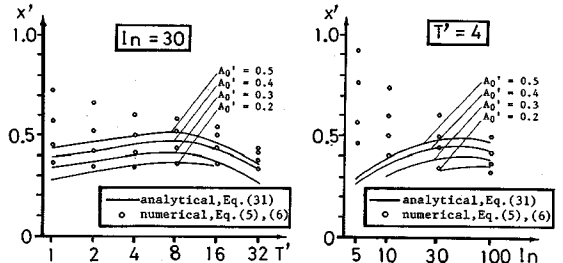 x'
In = 30
1.0
0.5
0
A₀' = 0.5
A₀' = 0.4
A₀' = 0.3
A₀' = 0.2
analytical,Eq.(31)
numerical,Eq.(5),(6)
1 2 4 8 16 32 T'
x'
T' = 4
1.0
0.5
0
A₀' = 0.5
A₀' = 0.4
A₀' = 0.3
A₀' = 0.2
analytical,Eq.(31)
numerical,Eq.(5),(6)
5 10 30 100 In